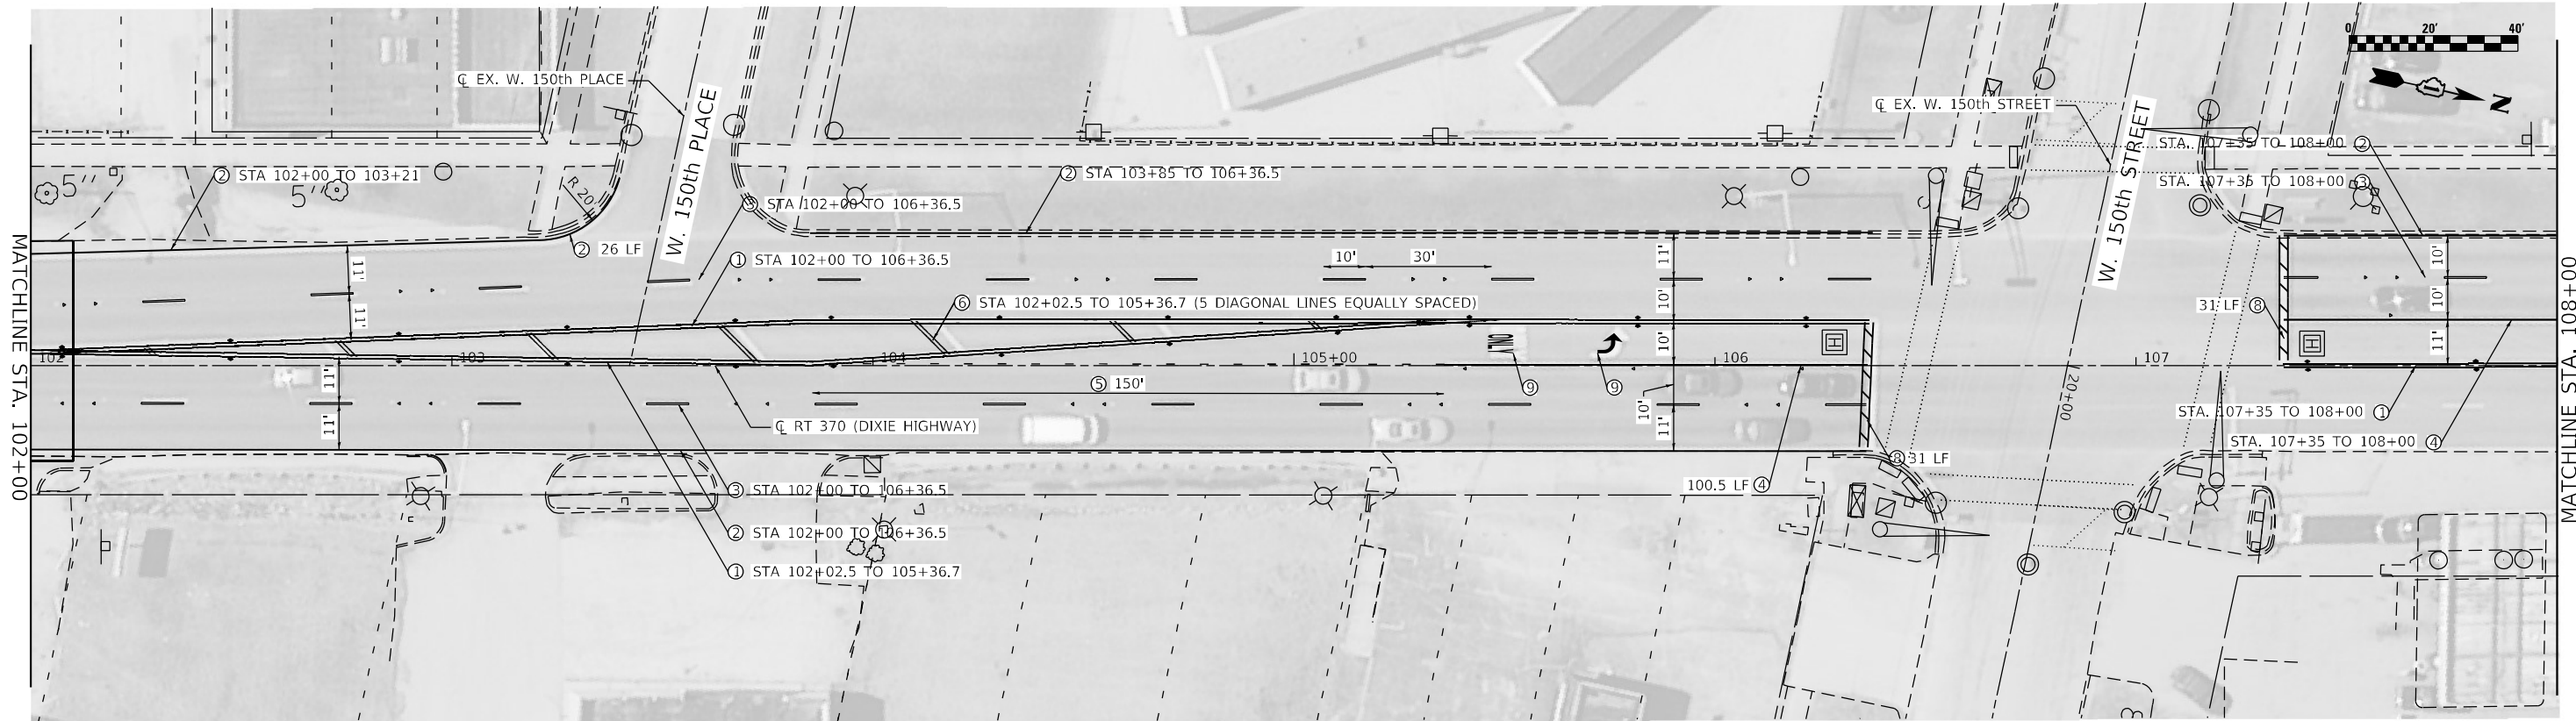 0 20' 40'
℄ EX. W. 150th PLACE
W. 150th PLACE
℄ EX. W. 150th STREET
W. 150th STREET
N
STA. 107+35 TO 108+00 ②
STA. 107+35 TO 108+00 ③
② STA 102+00 TO 103+21
② STA 103+85 TO 106+36.5
5''
5''
R 20'
③ STA 102+00 TO 106+36.5
② 26 LF
① STA 102+00 TO 106+36.5
10' 30'
⑥ STA 102+02.5 TO 105+36.7 (5 DIAGONAL LINES EQUALLY SPACED)
11'
11'
11'
10'
10'
10'
11'
31 LF ⑧
10'
10'
11'
H
H
102 103 104 105+00 106 107
20+00
11'
11'
⑤ 150'
⑨
⑨
℄ RT 370 (DIXIE HIGHWAY)
STA. 107+35 TO 108+00 ①
STA. 107+35 TO 108+00 ④
⑧ 31 LF
100.5 LF ④
③ STA 102+00 TO 106+36.5
② STA 102+00 TO 106+36.5
① STA 102+02.5 TO 105+36.7
MATCHLINE STA. 102+00
MATCHLINE STA. 108+00